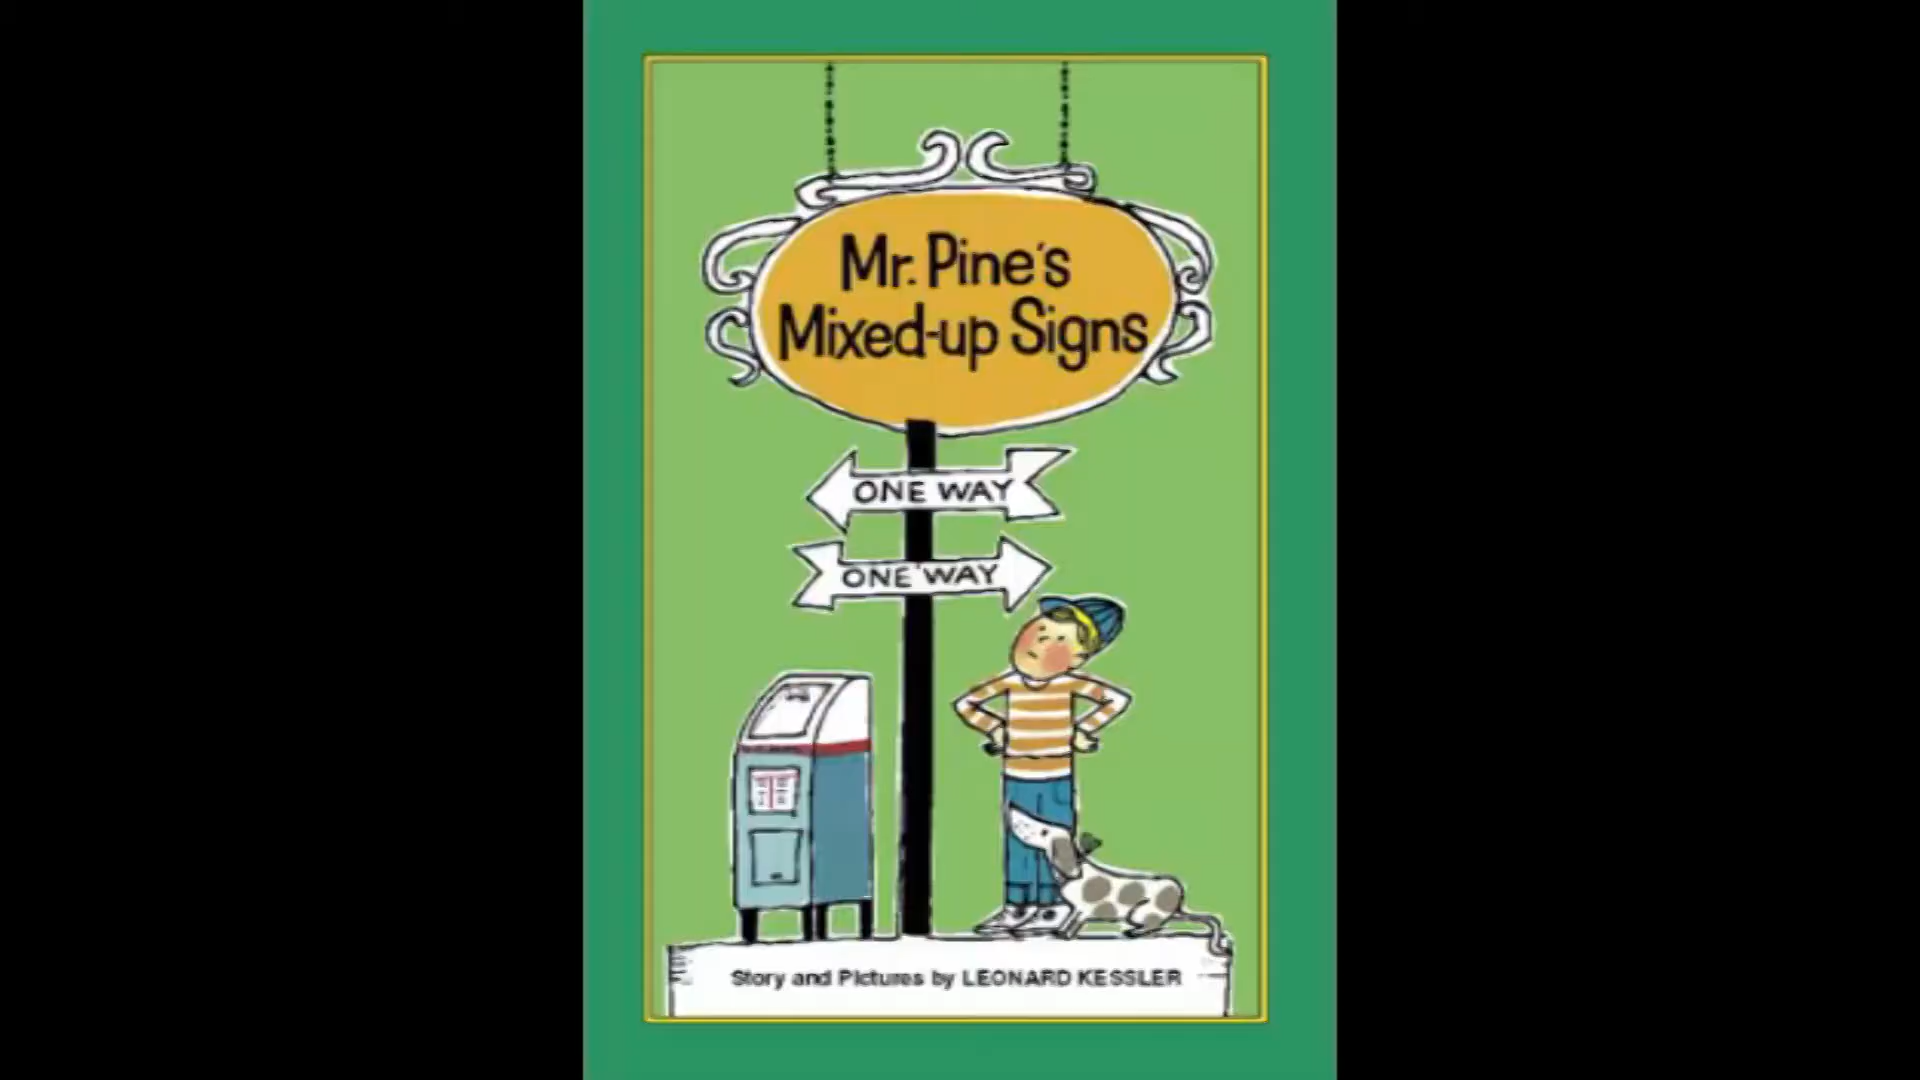 Mr. Pine's
Mixed-up Signs
ONE WAY
ONE WAY
Story and Pictures by LEONARD KESSLER